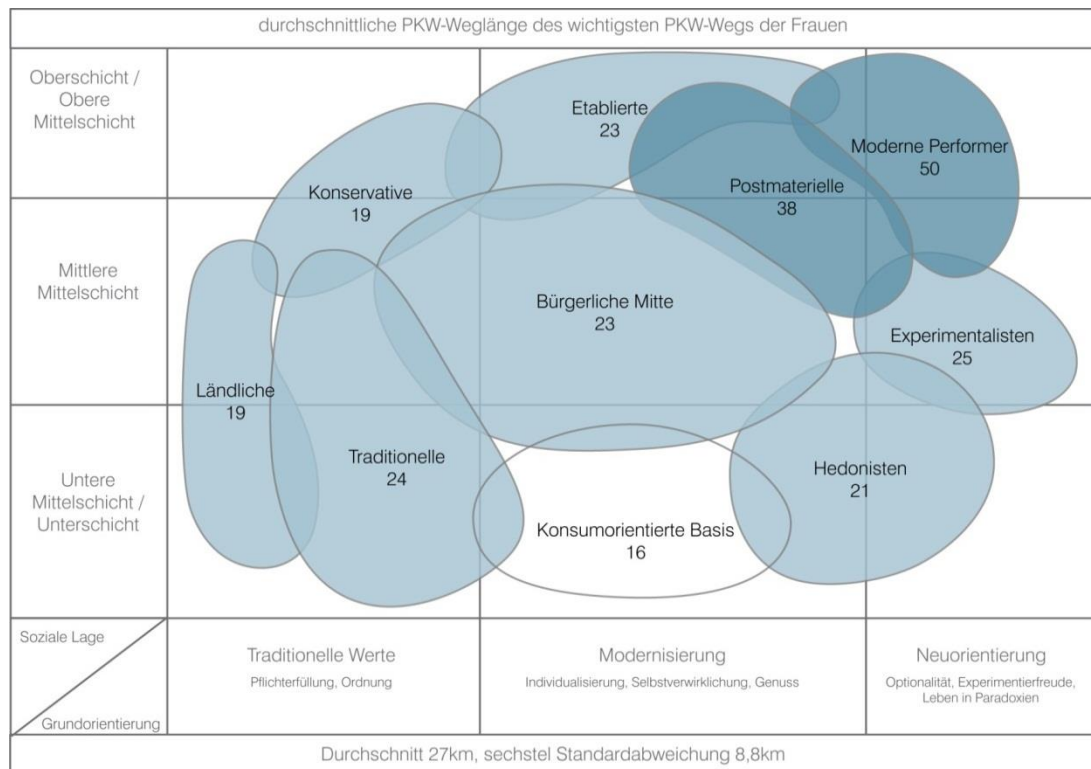 durchschnittliche PKW-Weglänge des wichtigsten PKW-Wegs der Frauen
Oberschicht /
Obere
Mittelschicht
Etablierte
23
Moderne Performer
50
Konservative
19
Postmaterielle
38
Mittlere
Mittelschicht
Bürgerliche Mitte
23
Experimentalisten
25
Ländliche
19
Traditionelle
24
Hedonisten
21
Untere
Mittelschicht /
Unterschicht
Konsumorientierte Basis
16
Soziale Lage
Grundorientierung
Traditionelle Werte
Pflichterfüllung, Ordnung
Modernisierung
Individualisierung, Selbstverwirklichung, Genuss
Neuorientierung
Optionalität, Experimentierfreude,
Leben in Paradoxien
Durchschnitt 27km, sechstel Standardabweichung 8,8km